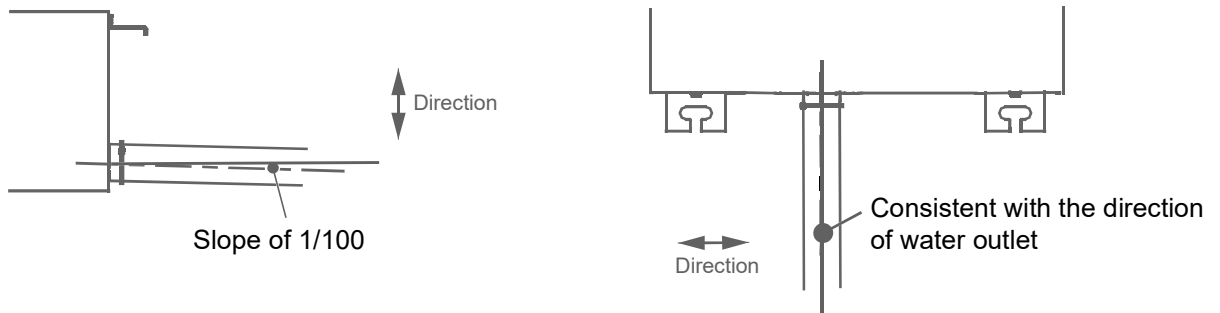 Direction
Slope of 1/100
Consistent with the direction
of water outlet
Direction